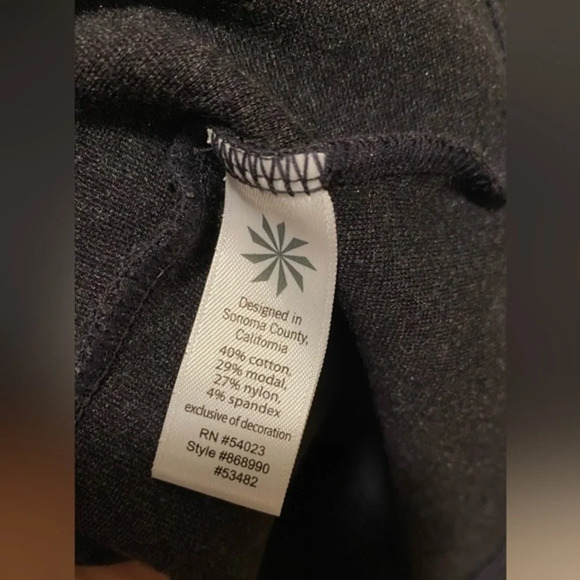 Designed in
Sonoma County,
California
40% cotton,
29% modal,
27% nylon,
4% spandex
exclusive of decoration
RN #54023
Style #868990
#53482